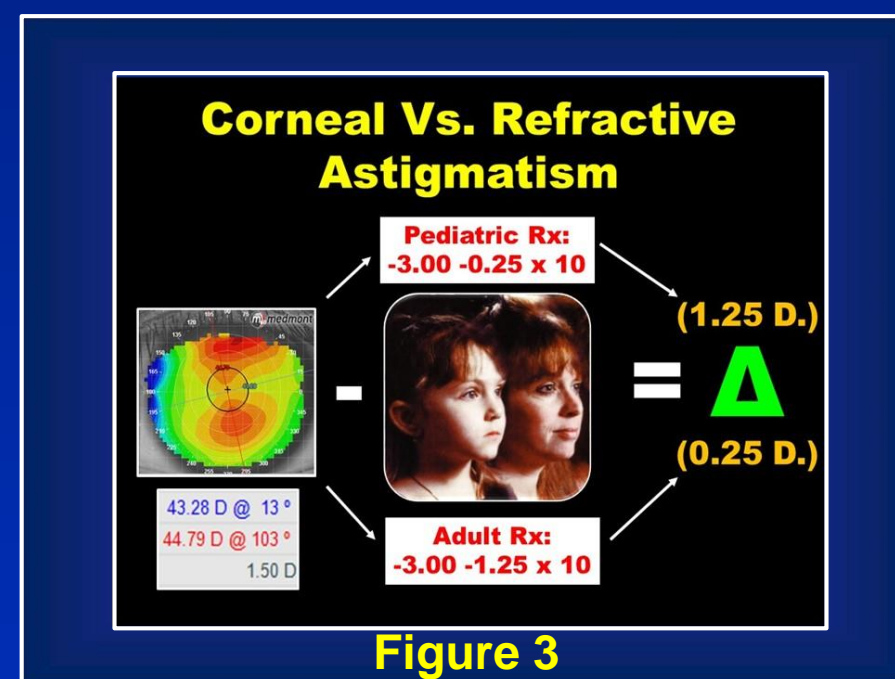 Corneal Vs. Refractive
Astigmatism
Pediatric Rx:
-3.00 -0.25 x 10
medmont
(1.25 D.)
-
=
Δ
(0.25 D.)
43.28 D @ 13 °
44.79 D @ 103 °
1.50 D
Adult Rx:
-3.00 -1.25 x 10
Figure 3